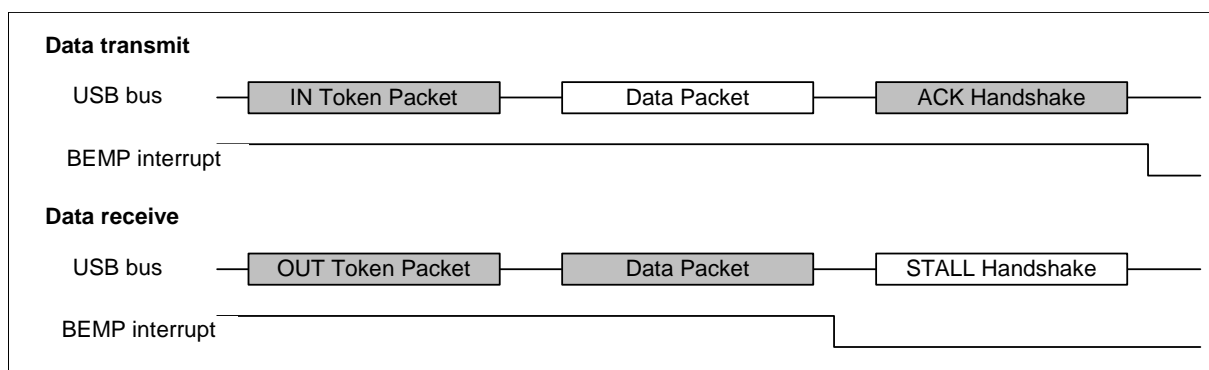 Data transmit
USB bus IN Token Packet Data Packet ACK Handshake
BEMP interrupt
Data receive
USB bus OUT Token Packet Data Packet STALL Handshake
BEMP interrupt